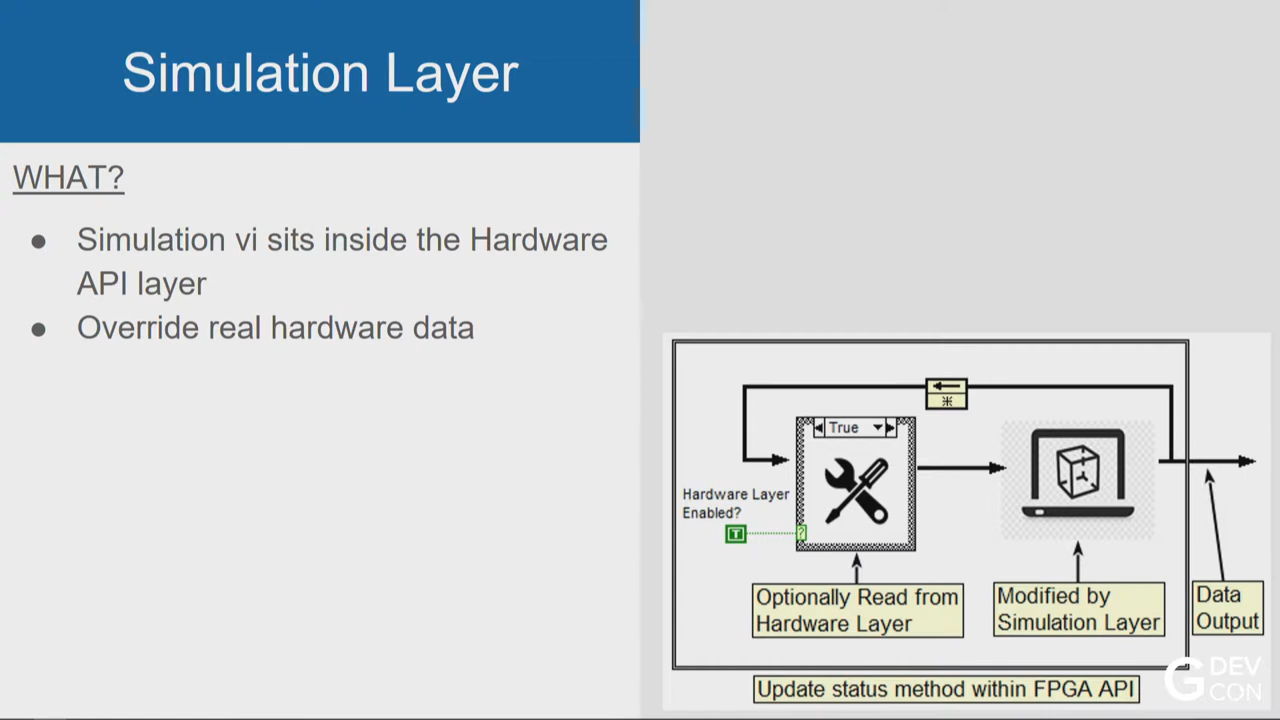 Simulation Layer
WHAT?
● Simulation vi sits inside the Hardware
API layer
● Override real hardware data
True
Hardware Layer
Enabled?
T
?
Optionally Read from
Hardware Layer
Modified by
Simulation Layer
Data
Output
Update status method within FPGA API
G DEV
CON